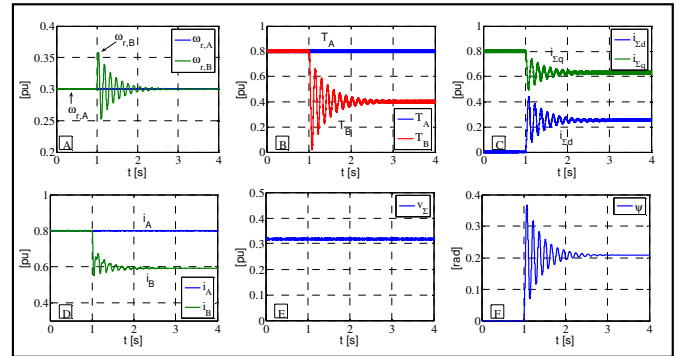 ω_r,B
ω_r,A
ω_r,B
ω_r,A
[pu]
0.4
0.35
0.3
0.25
0.2
A
0 1 2 3 4
t [s]
T_A
T_B
T_A
T_B
[pu]
0.8
0.6
0.4
0.2
0
B
0 1 2 3 4
t [s]
i_Σq
i_Σd
i_Σd
i_Σq
[pu]
1
0.8
0.6
0.4
0.2
0
C
0 1 2 3 4
t [s]
i_A
i_B
i_A
i_B
[pu]
1
0.8
0.6
0.4
D
0 1 2 3 4
t [s]
v_Σ
[pu]
0.5
0.4
0.3
0.2
0.1
0
E
0 1 2 3 4
t [s]
ψ
[rad]
0.4
0.3
0.2
0.1
0
F
0 1 2 3 4
t [s]